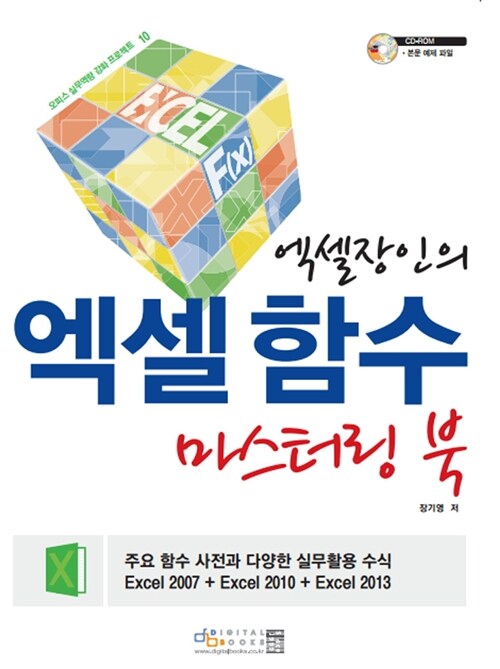 오피스 실무역량 강화 프로젝트 10
CD-ROM
• 본문 예제 파일
EXCEL
F(x)
엑셀장인의
엑셀 함수
마스터링 북
장기영 저
주요 함수 사전과 다양한 실무활용 수식
Excel 2007 + Excel 2010 + Excel 2013
DIGITAL
BOOKS
www.digitalbooks.co.kr